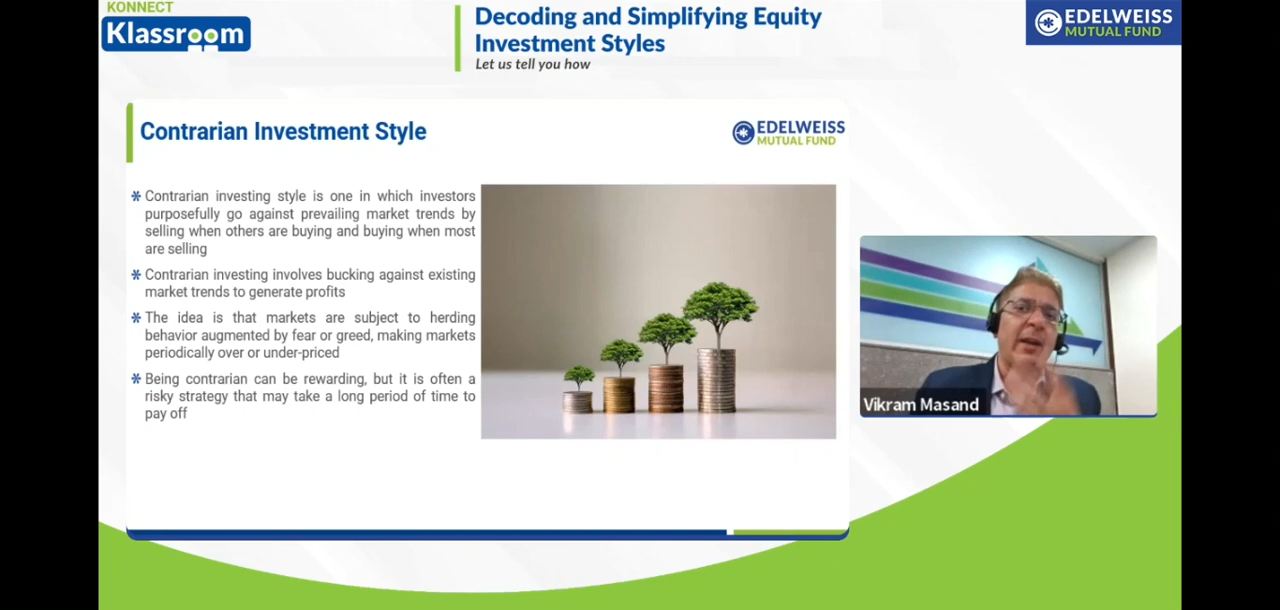 KONNECT
Klassroom
Decoding and Simplifying Equity
Investment Styles
Let us tell you how
EDELWEISS
MUTUAL FUND
Contrarian Investment Style
EDELWEISS
MUTUAL FUND
* Contrarian investing style is one in which investors
purposefully go against prevailing market trends by
selling when others are buying and buying when most
are selling
* Contrarian investing involves bucking against existing
market trends to generate profits
* The idea is that markets are subject to herding
behavior augmented by fear or greed, making markets
periodically over or under-priced
* Being contrarian can be rewarding, but it is often a
risky strategy that may take a long period of time to
pay off
Vikram Masand